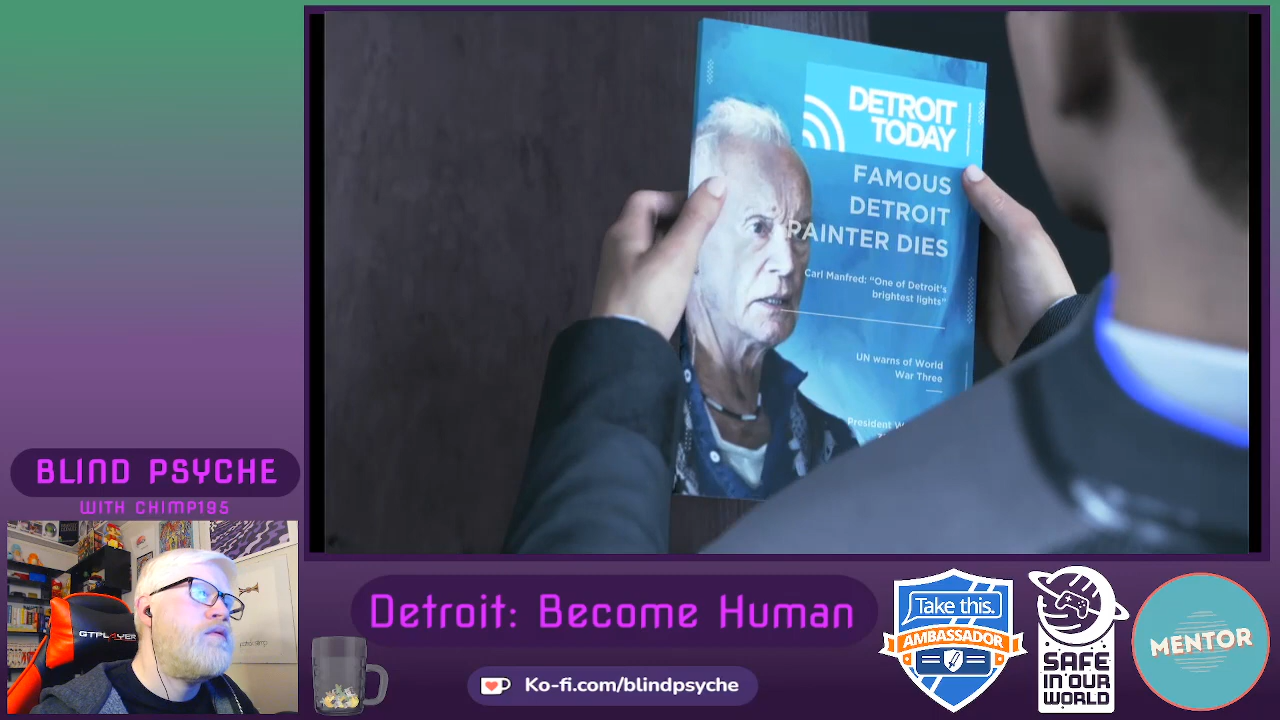 DETROIT
TODAY
FAMOUS
DETROIT
PAINTER DIES
Carl Manfred: "One of Detroit's
brightest lights"
UN warns of World
War Three
President
BLIND PSYCHE
WITH CHIMP195
GTPLAYER
Detroit: Become Human
Ko-fi.com/blindpsyche
Take this.
AMBASSADOR
SAFE
IN OUR
WORLD
MENTOR